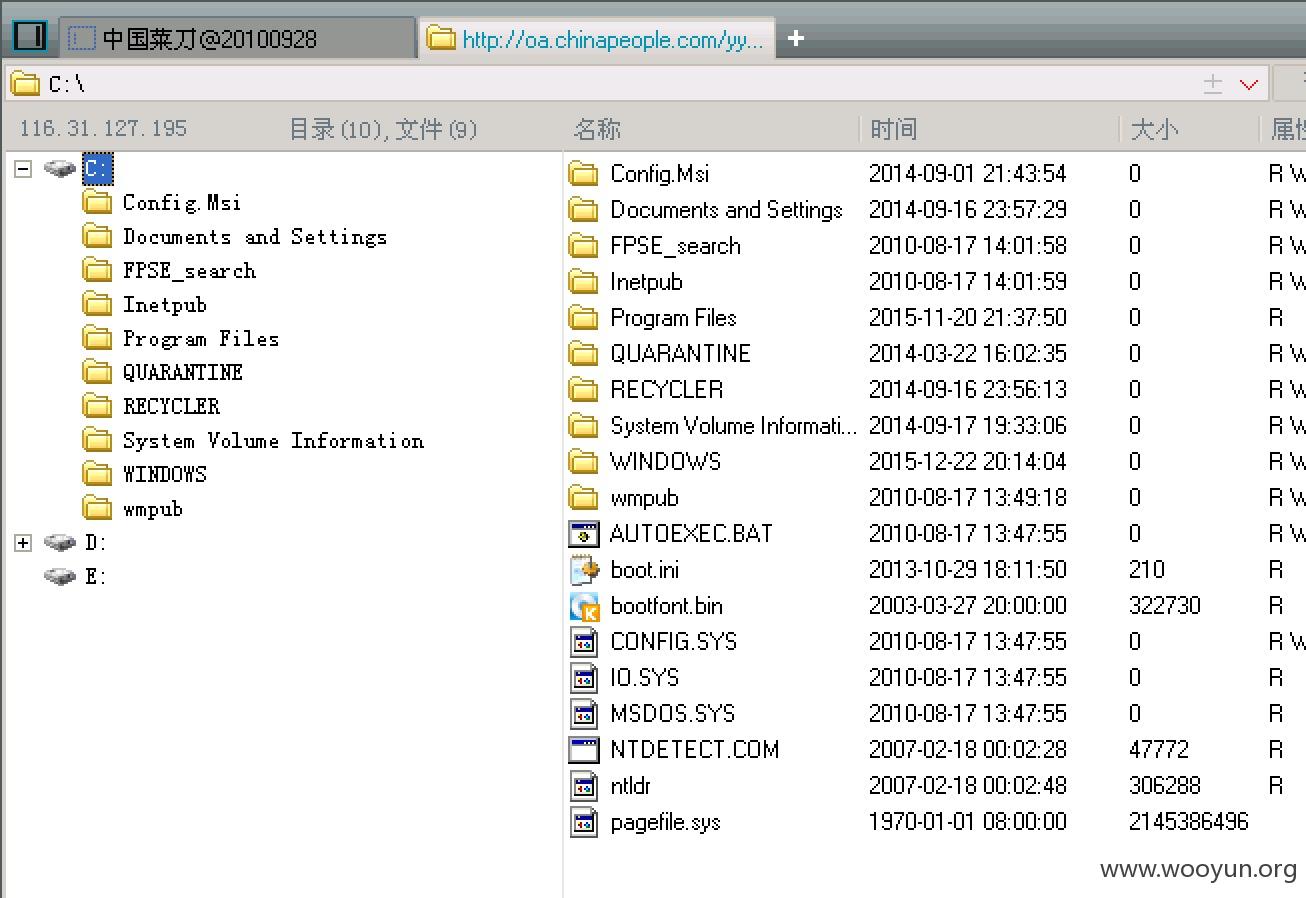 中国菜刀@20100928
http://oa.chinapeople.com/yy...
C:\
116.31.127.195 目录(10),文件(9) 名称 时间 大小
C:
Config.Msi
Documents and Settings
FPSE_search
Inetpub
Program Files
QUARANTINE
RECYCLER
System Volume Information
WINDOWS
wmpub
D:
E:
Config.Msi 2014-09-01 21:43:54 0 R W
Documents and Settings 2014-09-16 23:57:29 0 R W
FPSE_search 2010-08-17 14:01:58 0 R W
Inetpub 2010-08-17 14:01:59 0 R W
Program Files 2015-11-20 21:37:50 0 R
QUARANTINE 2014-03-22 16:02:35 0 R W
RECYCLER 2014-09-16 23:56:13 0 R W
System Volume Informati... 2014-09-17 19:33:06 0 R W
WINDOWS 2015-12-22 20:14:04 0 R W
wmpub 2010-08-17 13:49:18 0 R W
AUTOEXEC.BAT 2010-08-17 13:47:55 0 R W
boot.ini 2013-10-29 18:11:50 210 R
bootfont.bin 2003-03-27 20:00:00 322730 R
CONFIG.SYS 2010-08-17 13:47:55 0 R W
IO.SYS 2010-08-17 13:47:55 0 R
MSDOS.SYS 2010-08-17 13:47:55 0 R
NTDETECT.COM 2007-02-18 00:02:28 47772 R
ntldr 2007-02-18 00:02:48 306288 R
pagefile.sys 1970-01-01 08:00:00 2145386496
www.wooyun.org